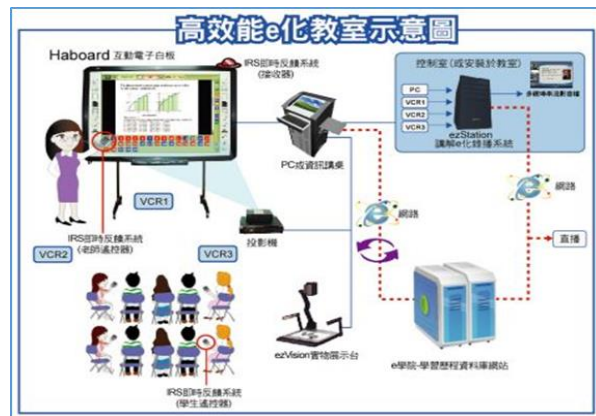 高效能e化教室示意圖
Haboard 互動電子白板
IRS即時反饋系統
(接收器)
控制室(或安裝於教室)
PC
VCR1
VCR2
VCR3
ezStation
講解e化錄播系統
PC或資訊講桌
網路
網路
VCR1
IRS即時反饋系統
(老師遙控器)
VCR2
VCR3
投影機
直播
ezVision實物展示台
e學院-學習歷程資料庫網站
IRS即時反饋系統
(學生遙控器)